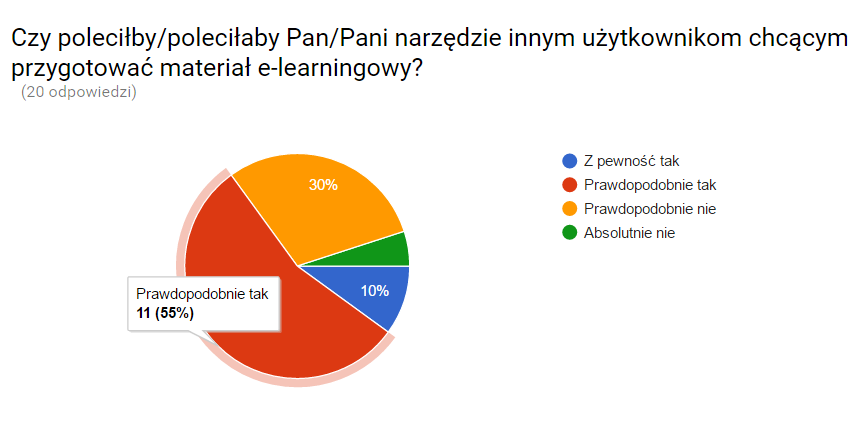 Czy poleciłby/poleciłaby Pan/Pani narzędzie innym użytkownikom chcącym
przygotować materiał e-learningowy?
(20 odpowiedzi)
30%
10%
Prawdopodobnie tak
11 (55%)
Z pewność tak
Prawdopodobnie tak
Prawdopodobnie nie
Absolutnie nie